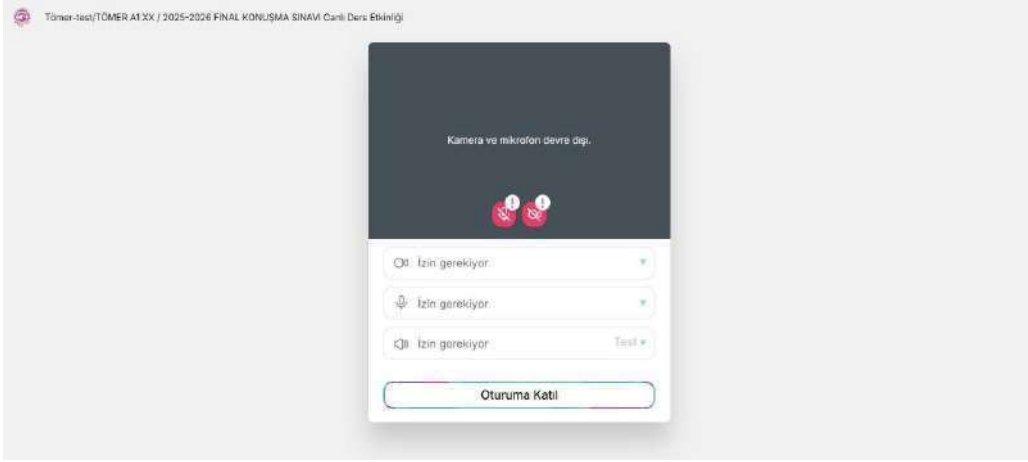 Tömer-test/TÖMER A1 XX / 2025-2026 FİNAL KONUŞMA SINAVI Canlı Ders Etkinliği
Kamera ve mikrofon devre dışı.
İzin gerekiyor
İzin gerekiyor
İzin gerekiyor Test
Oturuma Katıl